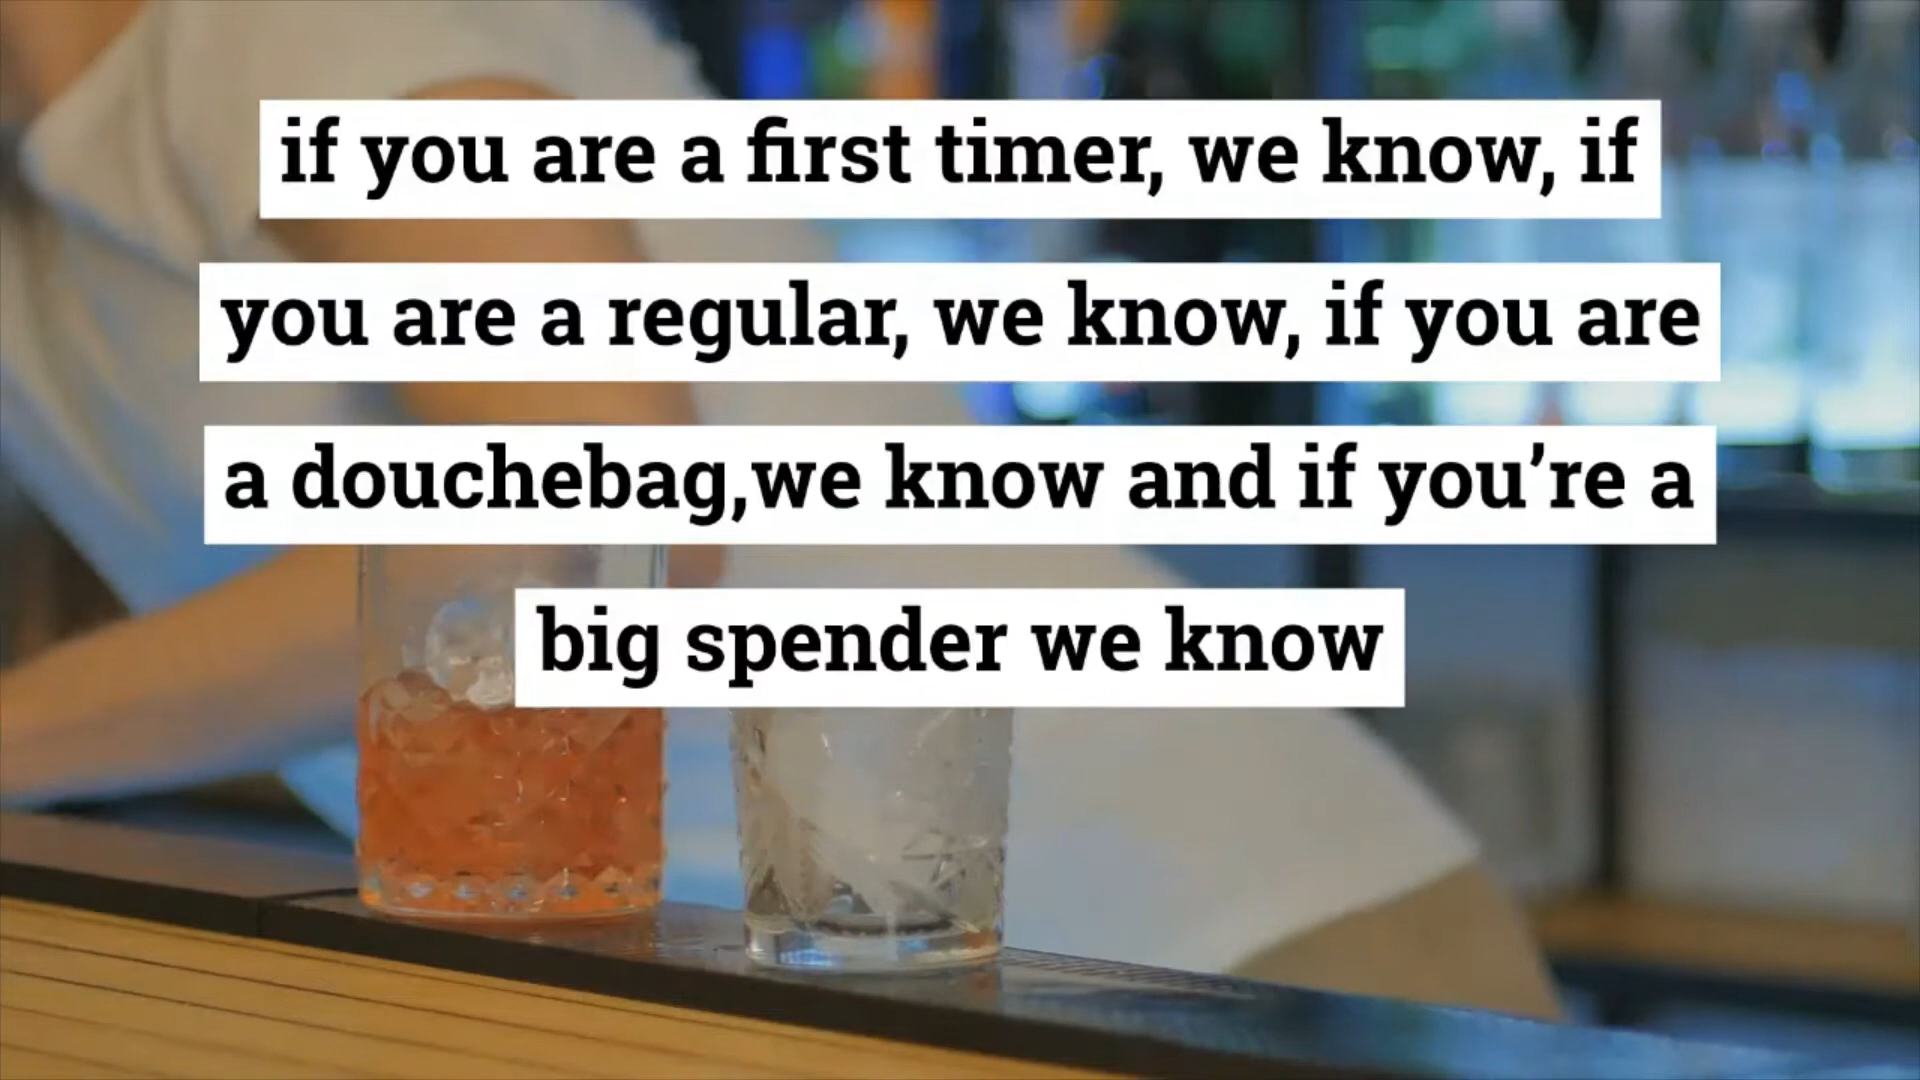 if you are a first timer, we know, if
you are a regular, we know, if you are
a douchebag,we know and if you’re a
big spender we know